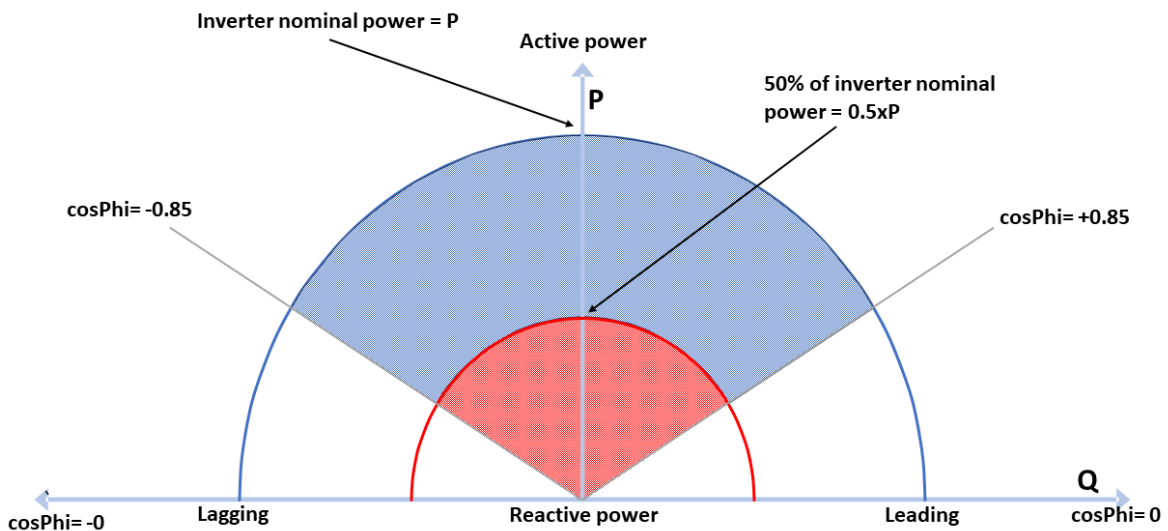 Inverter nominal power = P
Active power
50% of inverter nominal
power = 0.5xP
P
cosPhi= -0.85
cosPhi= +0.85
Q
cosPhi= -0
Lagging
Reactive power
Leading
cosPhi= 0